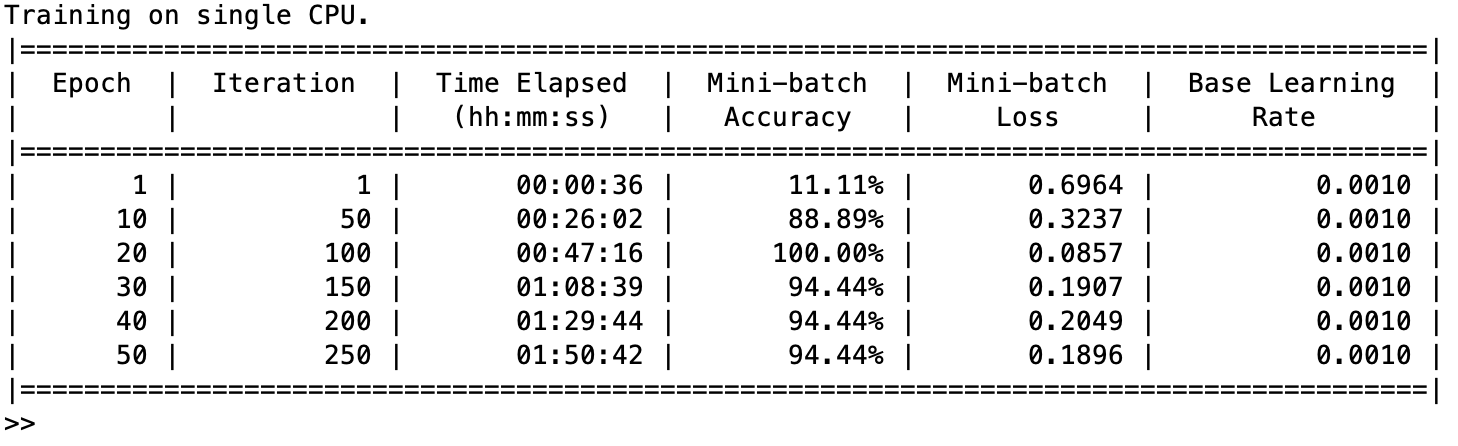 Training on single CPU.
|========================================================================================|
|  Epoch  |  Iteration  |  Time Elapsed  |  Mini-batch  |  Mini-batch  |  Base Learning  |
|         |             |   (hh:mm:ss)   |   Accuracy   |     Loss     |      Rate       |
|========================================================================================|
|       1 |           1 |       00:00:36 |       11.11% |       0.6964 |          0.0010 |
|      10 |          50 |       00:26:02 |       88.89% |       0.3237 |          0.0010 |
|      20 |         100 |       00:47:16 |      100.00% |       0.0857 |          0.0010 |
|      30 |         150 |       01:08:39 |       94.44% |       0.1907 |          0.0010 |
|      40 |         200 |       01:29:44 |       94.44% |       0.2049 |          0.0010 |
|      50 |         250 |       01:50:42 |       94.44% |       0.1896 |          0.0010 |
|========================================================================================|
>>